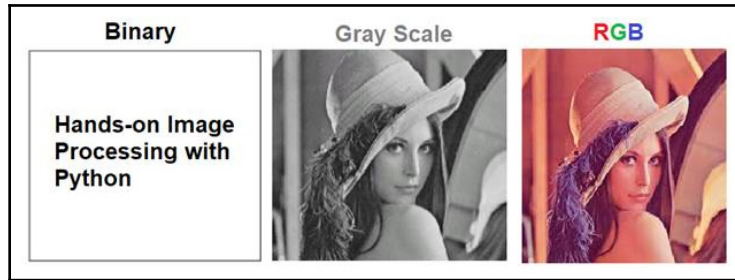 Binary
Gray Scale
RGB
Hands-on Image
Processing with
Python